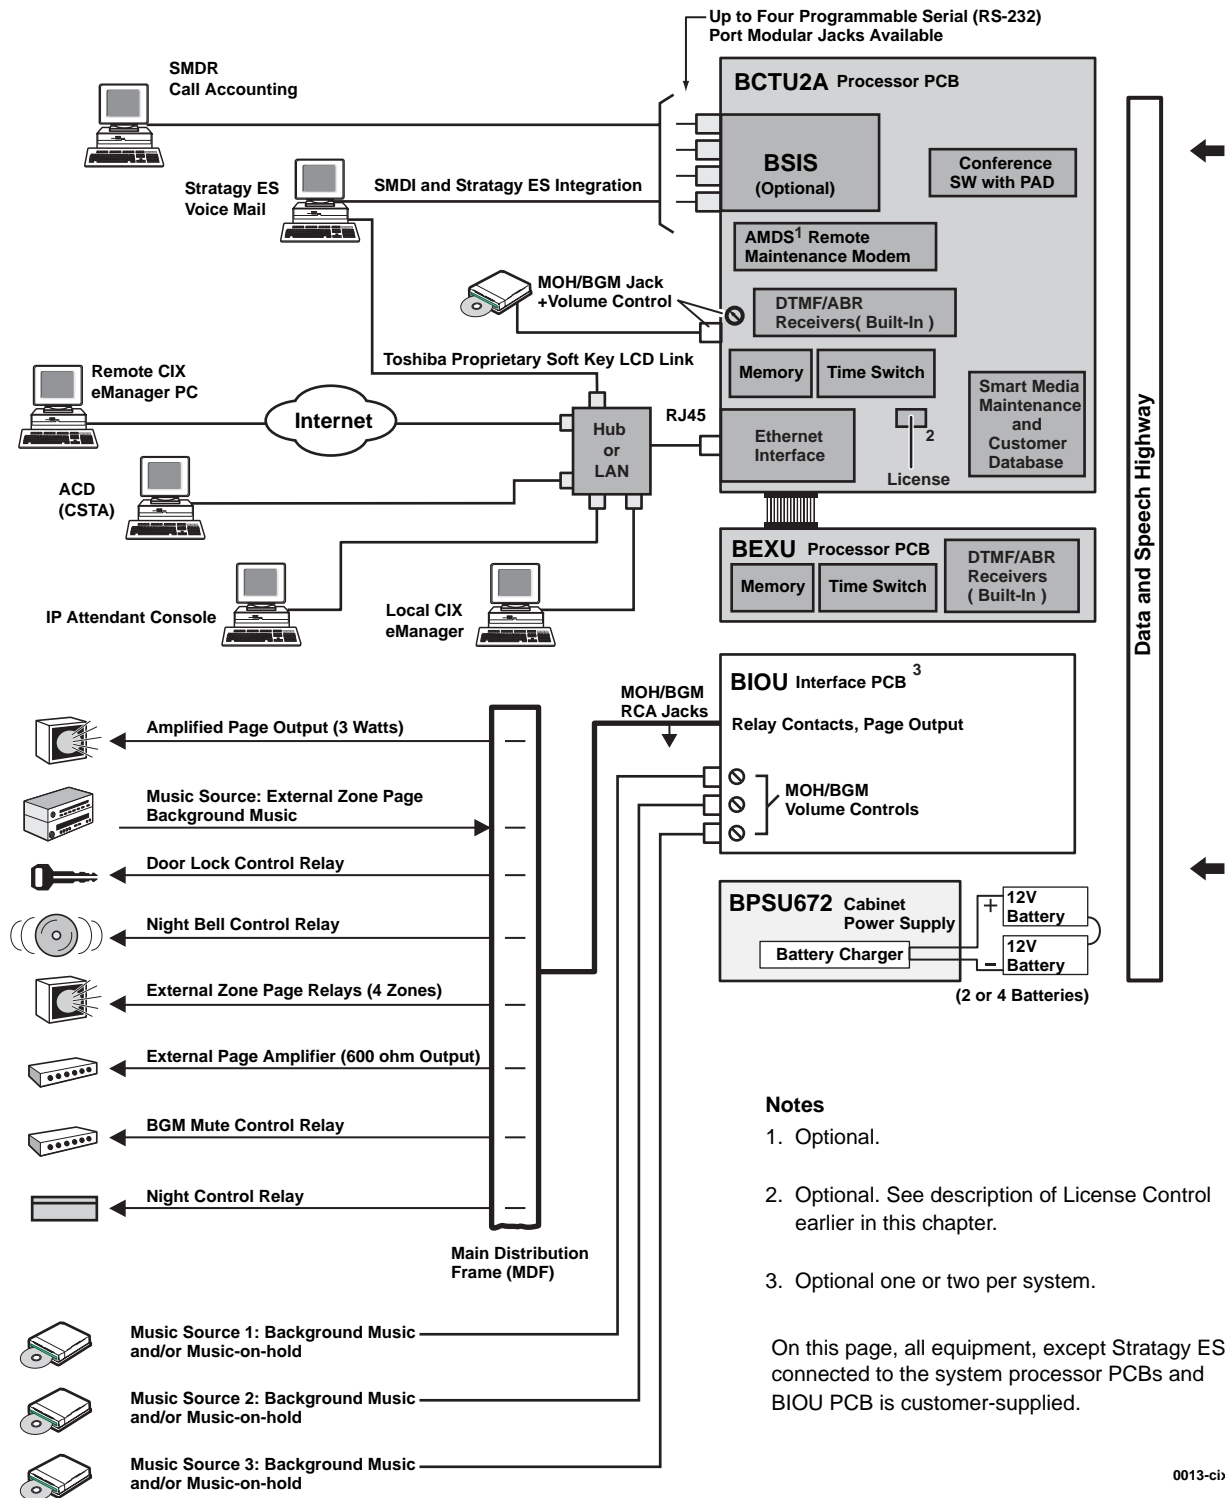 Up to Four Programmable Serial (RS-232)
Port Modular Jacks Available
SMDR
Call Accounting
BCTU2A Processor PCB
BSIS
(Optional)
Conference
SW with PAD
Stratagy ES
Voice Mail
SMDI and Stratagy ES Integration
AMDS1 Remote
Maintenance Modem
MOH/BGM Jack
+Volume Control
DTMF/ABR
Receivers( Built-In )
Toshiba Proprietary Soft Key LCD Link
Memory
Time Switch
Remote CIX
eManager PC
Internet
Hub
or
LAN
RJ45
Ethernet
Interface
2
License
Smart Media
Maintenance
and
Customer
Database
ACD
(CSTA)
Data and Speech Highway
BEXU Processor PCB
Memory
Time Switch
DTMF/ABR
Receivers
( Built-In )
IP Attendant Console
Local CIX
eManager
BIOU Interface PCB 3
MOH/BGM
RCA Jacks
Relay Contacts, Page Output
MOH/BGM
Volume Controls
Amplified Page Output (3 Watts)
Music Source: External Zone Page
Background Music
Door Lock Control Relay
Night Bell Control Relay
External Zone Page Relays (4 Zones)
External Page Amplifier (600 ohm Output)
BGM Mute Control Relay
Night Control Relay
Main Distribution
Frame (MDF)
BPSU672 Cabinet
Power Supply
Battery Charger
+
12V
Battery
–
12V
Battery
(2 or 4 Batteries)
Music Source 1: Background Music
and/or Music-on-hold
Music Source 2: Background Music
and/or Music-on-hold
Music Source 3: Background Music
and/or Music-on-hold
Notes
1. Optional.
2. Optional. See description of License Control
earlier in this chapter.
3. Optional one or two per system.
On this page, all equipment, except Stratagy ES
connected to the system processor PCBs and
BIOU PCB is customer-supplied.
0013-cix